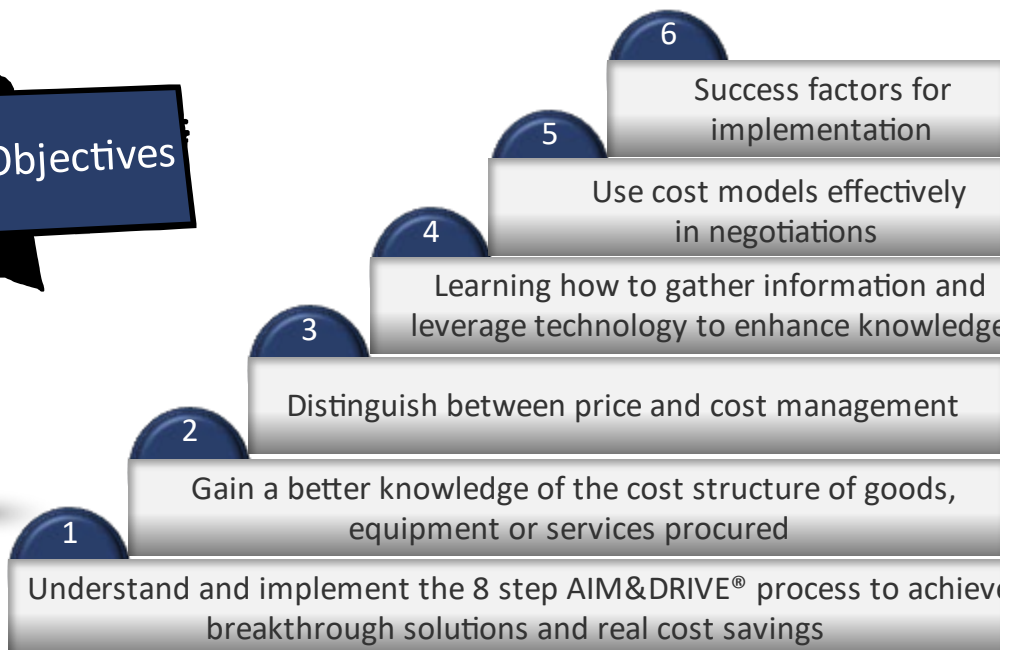 Objectives
6
Success factors for
implementation
5
Use cost models effectively
in negotiations
4
Learning how to gather information and
leverage technology to enhance knowledge
3
Distinguish between price and cost management
2
Gain a better knowledge of the cost structure of goods,
equipment or services procured
1
Understand and implement the 8 step AIM&DRIVE® process to achieve
breakthrough solutions and real cost savings